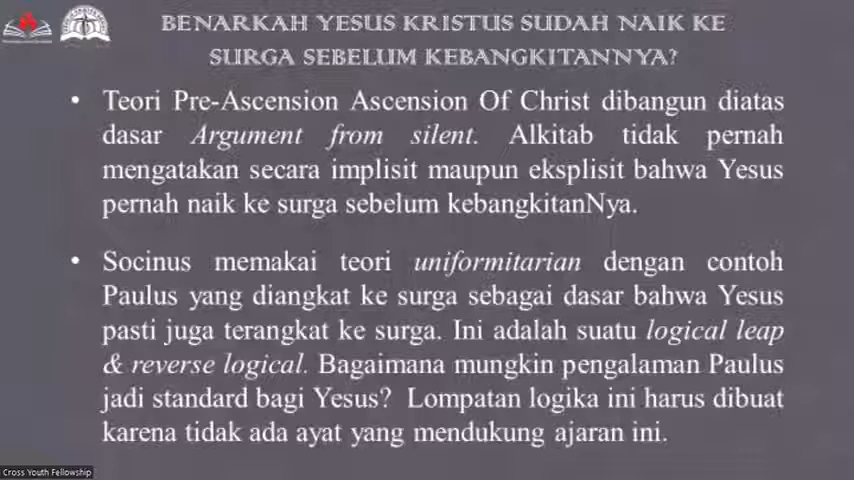 BENARKAH YESUS KRISTUS SUDAH NAIK KE
SURGA SEBELUM KEBANGKITANNYA?
• Teori Pre-Ascension Ascension Of Christ dibangun diatas
dasar Argument from silent. Alkitab tidak pernah
mengatakan secara implisit maupun eksplisit bahwa Yesus
pernah naik ke surga sebelum kebangkitanNya.
• Socinus memakai teori uniformitarian dengan contoh
Paulus yang diangkat ke surga sebagai dasar bahwa Yesus
pasti juga terangkat ke surga. Ini adalah suatu logical leap
& reverse logical. Bagaimana mungkin pengalaman Paulus
jadi standard bagi Yesus? Lompatan logika ini harus dibuat
karena tidak ada ayat yang mendukung ajaran ini.
Cross Youth Fellowship